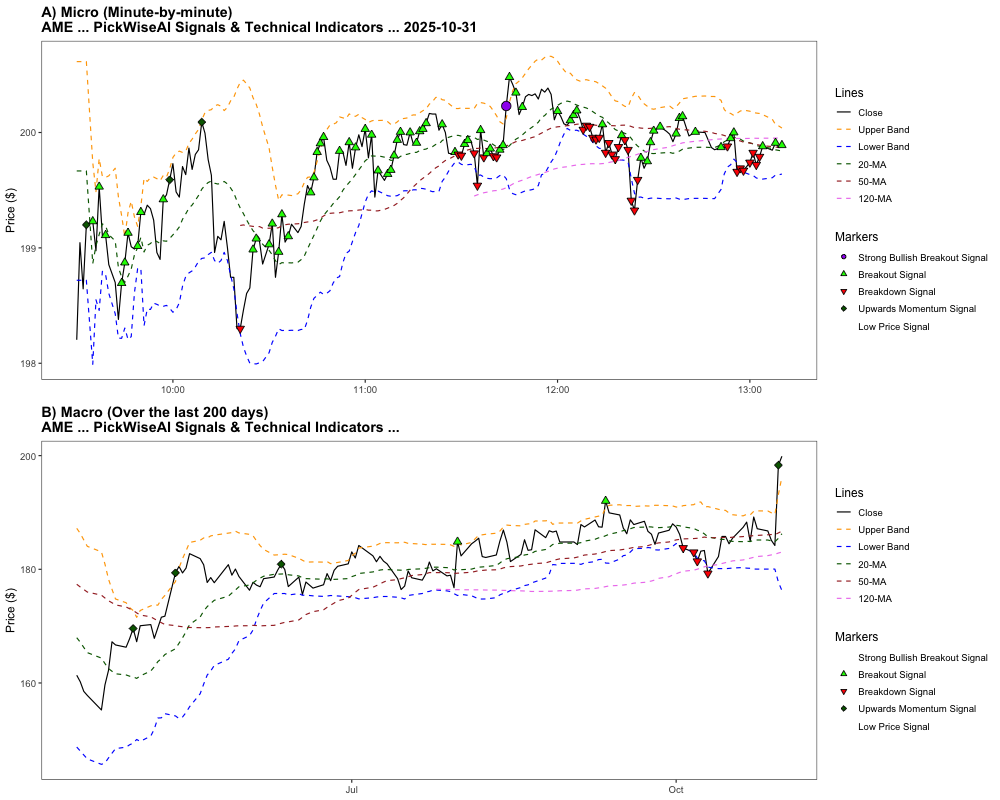 A) Micro (Minute-by-minute)
AME ... PickWiseAI Signals & Technical Indicators ... 2025-10-31
Price ($)
200
199
198
10:00
11:00
12:00
13:00
Lines
Close
Upper Band
Lower Band
20-MA
50-MA
120-MA
Markers
Strong Bullish Breakout Signal
Breakout Signal
Breakdown Signal
Upwards Momentum Signal
Low Price Signal
B) Macro (Over the last 200 days)
AME ... PickWiseAI Signals & Technical Indicators ...
Price ($)
200
180
160
Jul
Oct
Lines
Close
Upper Band
Lower Band
20-MA
50-MA
120-MA
Markers
Strong Bullish Breakout Signal
Breakout Signal
Breakdown Signal
Upwards Momentum Signal
Low Price Signal